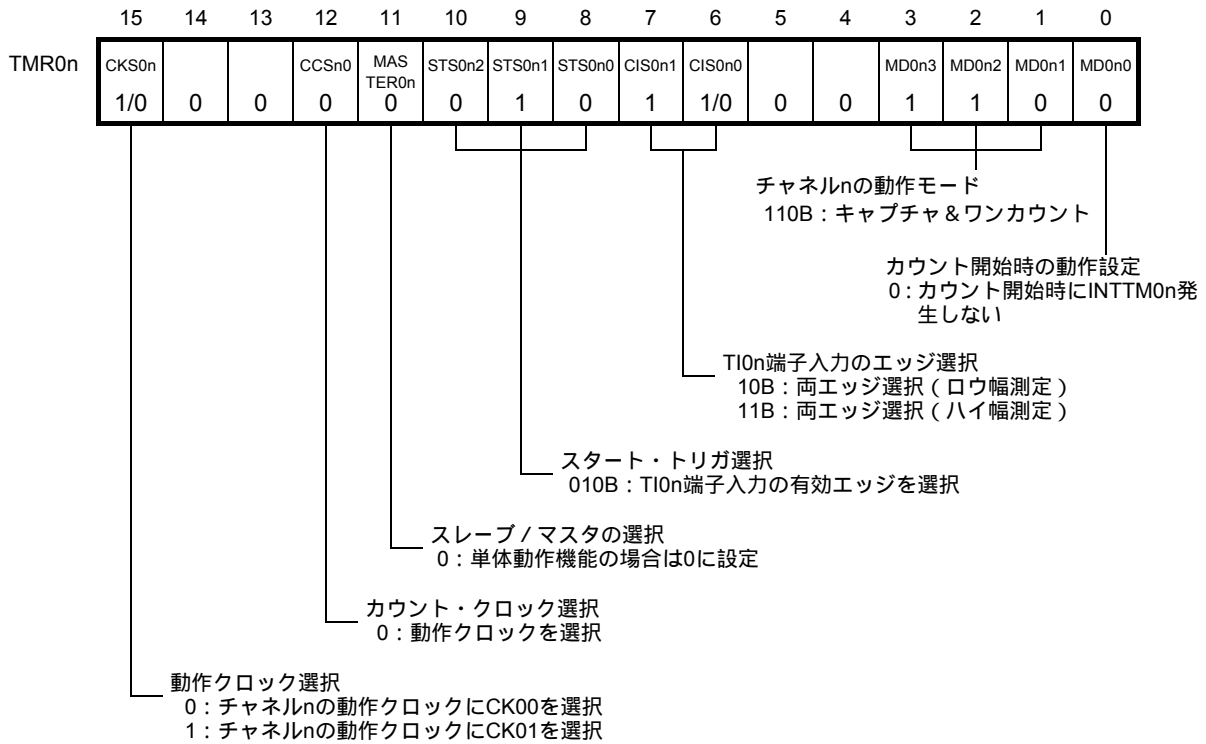 15 14 13 12 11 10 9 8 7 6 5 4 3 2 1 0
TMR0n CKS0n CCSn0 MAS TER0n STS0n2 STS0n1 STS0n0 CIS0n1 CIS0n0 MD0n3 MD0n2 MD0n1 MD0n0
1/0 0 0 0 0 0 1 0 1 1/0 0 0 1 1 0 0
チャネルnの動作モード
110B：キャプチャ＆ワンカウント
カウント開始時の動作設定
0：カウント開始時にINTTM0n発
生しない
TI0n端子入力のエッジ選択
10B：両エッジ選択（ロウ幅測定）
11B：両エッジ選択（ハイ幅測定）
スタート・トリガ選択
010B：TI0n端子入力の有効エッジを選択
スレーブ／マスタの選択
0：単体動作機能の場合は0に設定
カウント・クロック選択
0：動作クロックを選択
動作クロック選択
0：チャネルnの動作クロックにCK00を選択
1：チャネルnの動作クロックにCK01を選択